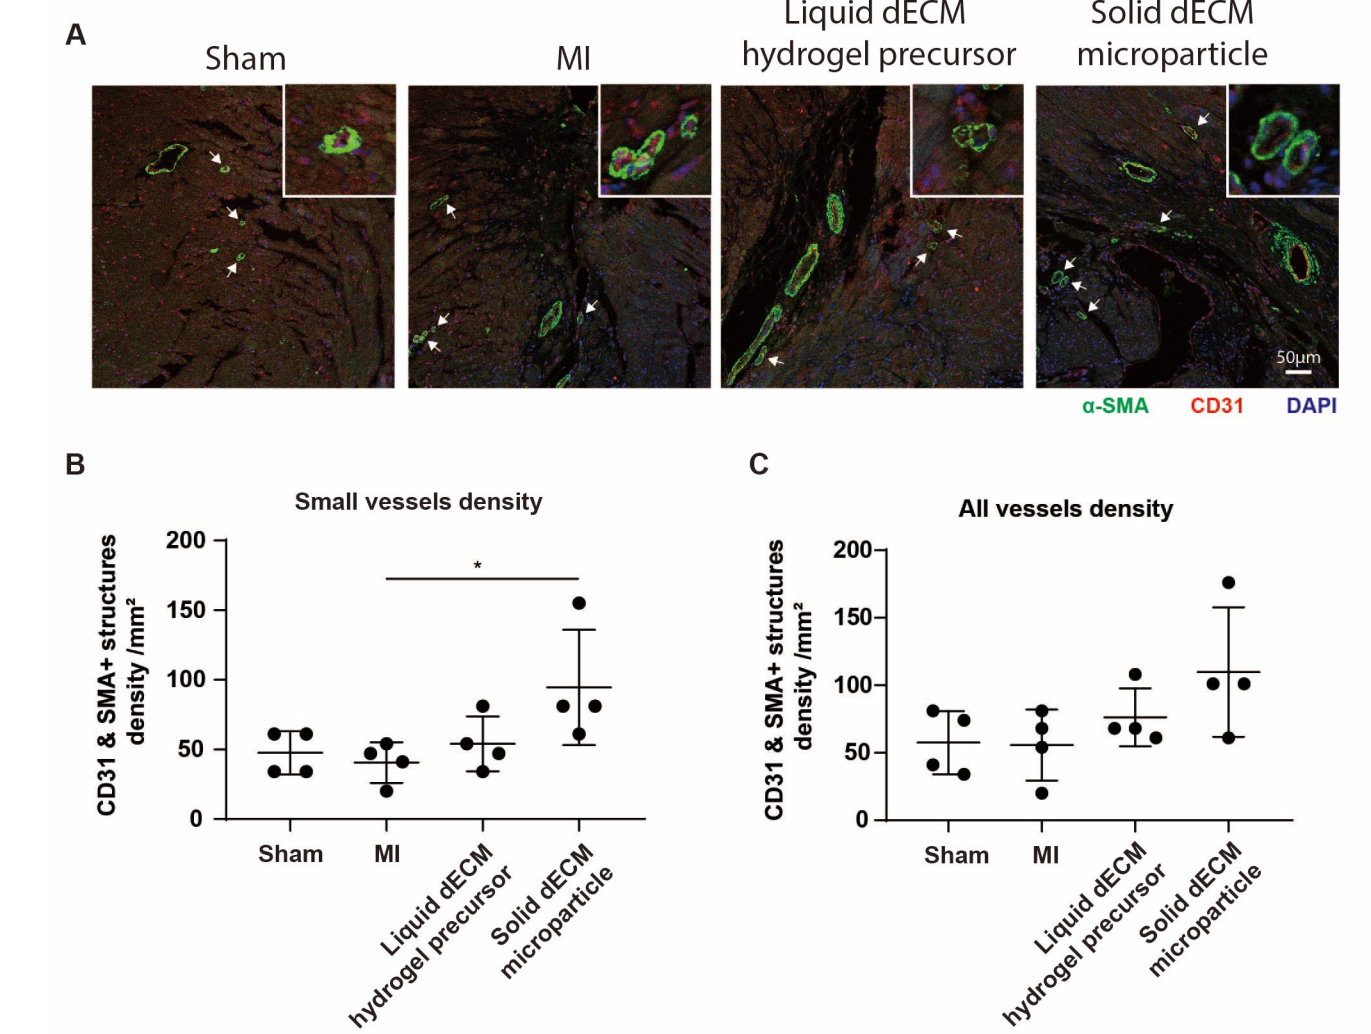 A
Sham
MI
Liquid dECM
hydrogel precursor
Solid dECM
microparticle
50μm
α-SMA CD31 DAPI
B
Small vessels density
CD31 & SMA+ structures
density /mm²
200
150
100
50
0
*
Sham
MI
Liquid dECM
hydrogel precursor
Solid dECM
microparticle
C
All vessels density
CD31 & SMA+ structures
density /mm²
200
150
100
50
0
Sham
MI
Liquid dECM
hydrogel precursor
Solid dECM
microparticle